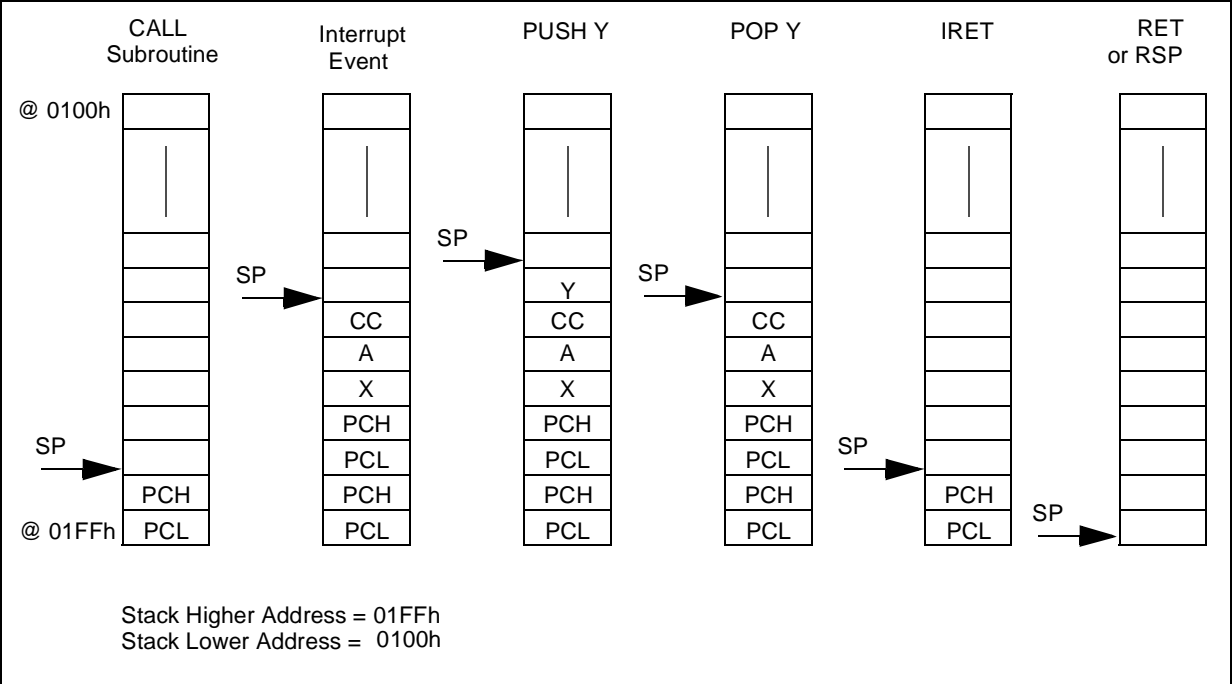 CALL
Subroutine
Interrupt
Event
PUSH Y
POP Y
IRET
RET
or RSP
@ 0100h
SP
PCH
@ 01FFh
PCL
SP
CC
A
X
PCH
PCL
PCH
PCL
SP
Y
CC
A
X
PCH
PCL
PCH
PCL
SP
CC
A
X
PCH
PCL
PCH
PCL
SP
PCH
PCL
SP
Stack Higher Address = 01FFh
Stack Lower Address = 0100h